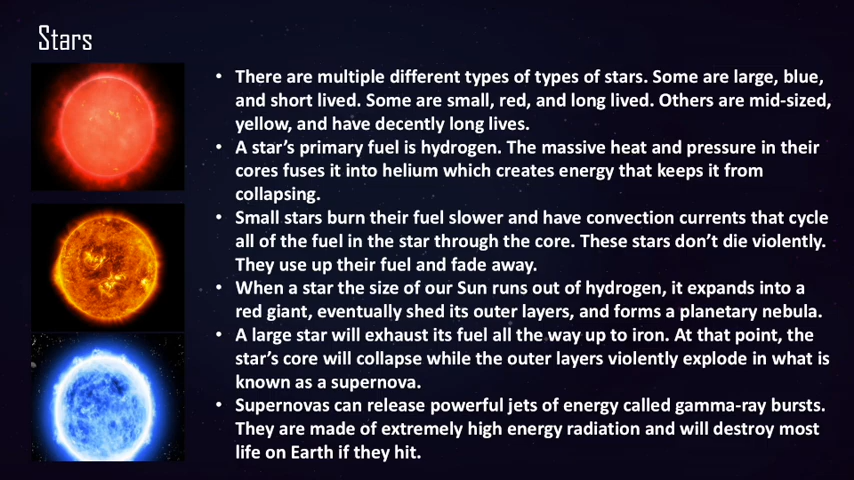 Stars
• There are multiple different types of types of stars. Some are large, blue,
and short lived. Some are small, red, and long lived. Others are mid-sized,
yellow, and have decently long lives.
• A star’s primary fuel is hydrogen. The massive heat and pressure in their
cores fuses it into helium which creates energy that keeps it from
collapsing.
• Small stars burn their fuel slower and have convection currents that cycle
all of the fuel in the star through the core. These stars don’t die violently.
They use up their fuel and fade away.
• When a star the size of our Sun runs out of hydrogen, it expands into a
red giant, eventually shed its outer layers, and forms a planetary nebula.
• A large star will exhaust its fuel all the way up to iron. At that point, the
star’s core will collapse while the outer layers violently explode in what is
known as a supernova.
• Supernovas can release powerful jets of energy called gamma-ray bursts.
They are made of extremely high energy radiation and will destroy most
life on Earth if they hit.